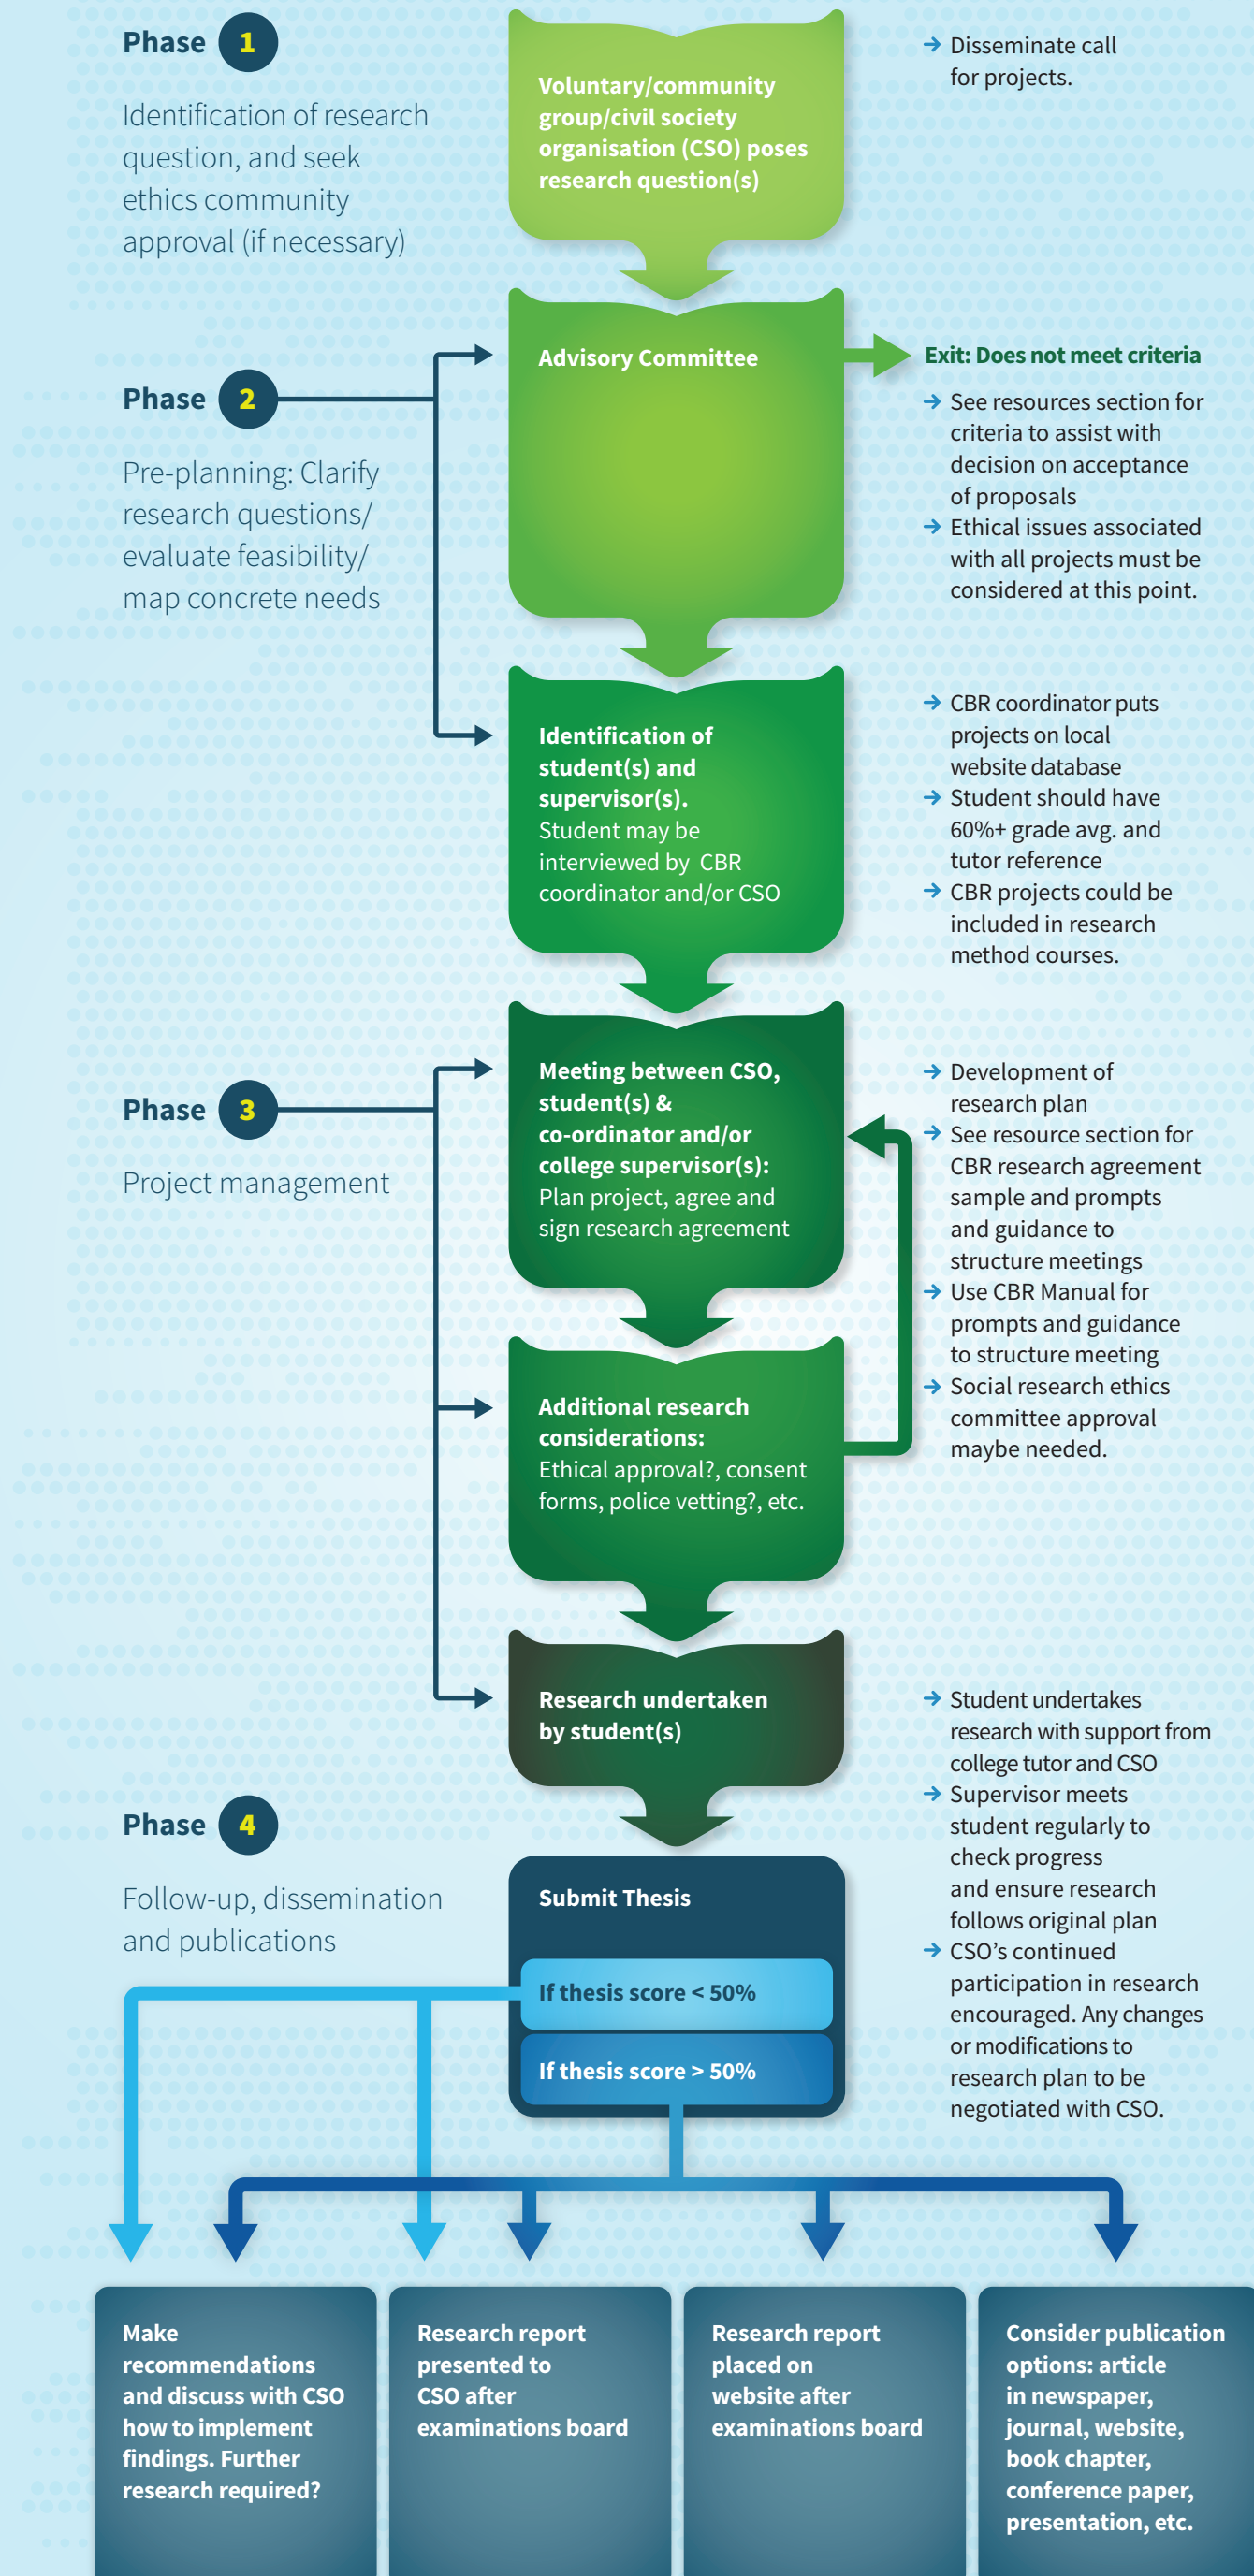 Phase 1
Identification of research
question, and seek
ethics community
approval (if necessary)
Voluntary/community
group/civil society
organisation (CSO) poses
research question(s)
→ Disseminate call
for projects.
Phase 2
Pre-planning: Clarify
research questions/
evaluate feasibility/
map concrete needs
Advisory Committee
Exit: Does not meet criteria
→ See resources section for
criteria to assist with
decision on acceptance
of proposals
→ Ethical issues associated
with all projects must be
considered at this point.
Identification of
student(s) and
supervisor(s).
Student may be
interviewed by CBR
coordinator and/or CSO
→ CBR coordinator puts
projects on local
website database
→ Student should have
60%+ grade avg. and
tutor reference
→ CBR projects could be
included in research
method courses.
Phase 3
Project management
Meeting between CSO,
student(s) &
co-ordinator and/or
college supervisor(s):
Plan project, agree and
sign research agreement
→ Development of
research plan
→ See resource section for
CBR research agreement
sample and prompts
and guidance to
structure meetings
→ Use CBR Manual for
prompts and guidance
to structure meeting
→ Social research ethics
committee approval
maybe needed.
Additional research
considerations:
Ethical approval?, consent
forms, police vetting?, etc.
Research undertaken
by student(s)
→ Student undertakes
research with support from
college tutor and CSO
→ Supervisor meets
student regularly to
check progress
and ensure research
follows original plan
→ CSO’s continued
participation in research
encouraged. Any changes
or modifications to
research plan to be
negotiated with CSO.
Phase 4
Follow-up, dissemination
and publications
Submit Thesis
If thesis score < 50%
If thesis score > 50%
Make
recommendations
and discuss with CSO
how to implement
findings. Further
research required?
Research report
presented to
CSO after
examinations board
Research report
placed on
website after
examinations board
Consider publication
options: article
in newspaper,
journal, website,
book chapter,
conference paper,
presentation, etc.